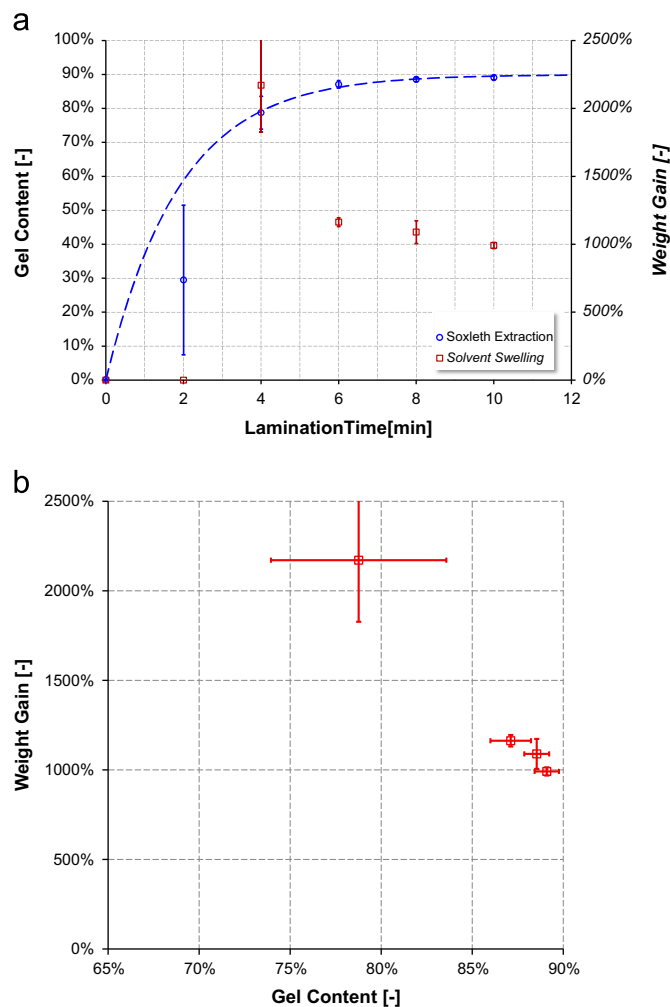 a
100%
90%
80%
70%
60%
50%
40%
30%
20%
10%
0%
Gel Content [-]
2500%
2000%
1500%
1000%
500%
0%
Weight Gain [-]
Soxleth Extraction
Solvent Swelling
0 2 4 6 8 10 12
LaminationTime[min]
b
2500%
2000%
1500%
1000%
500%
0%
Weight Gain [-]
65% 70% 75% 80% 85% 90%
Gel Content [-]